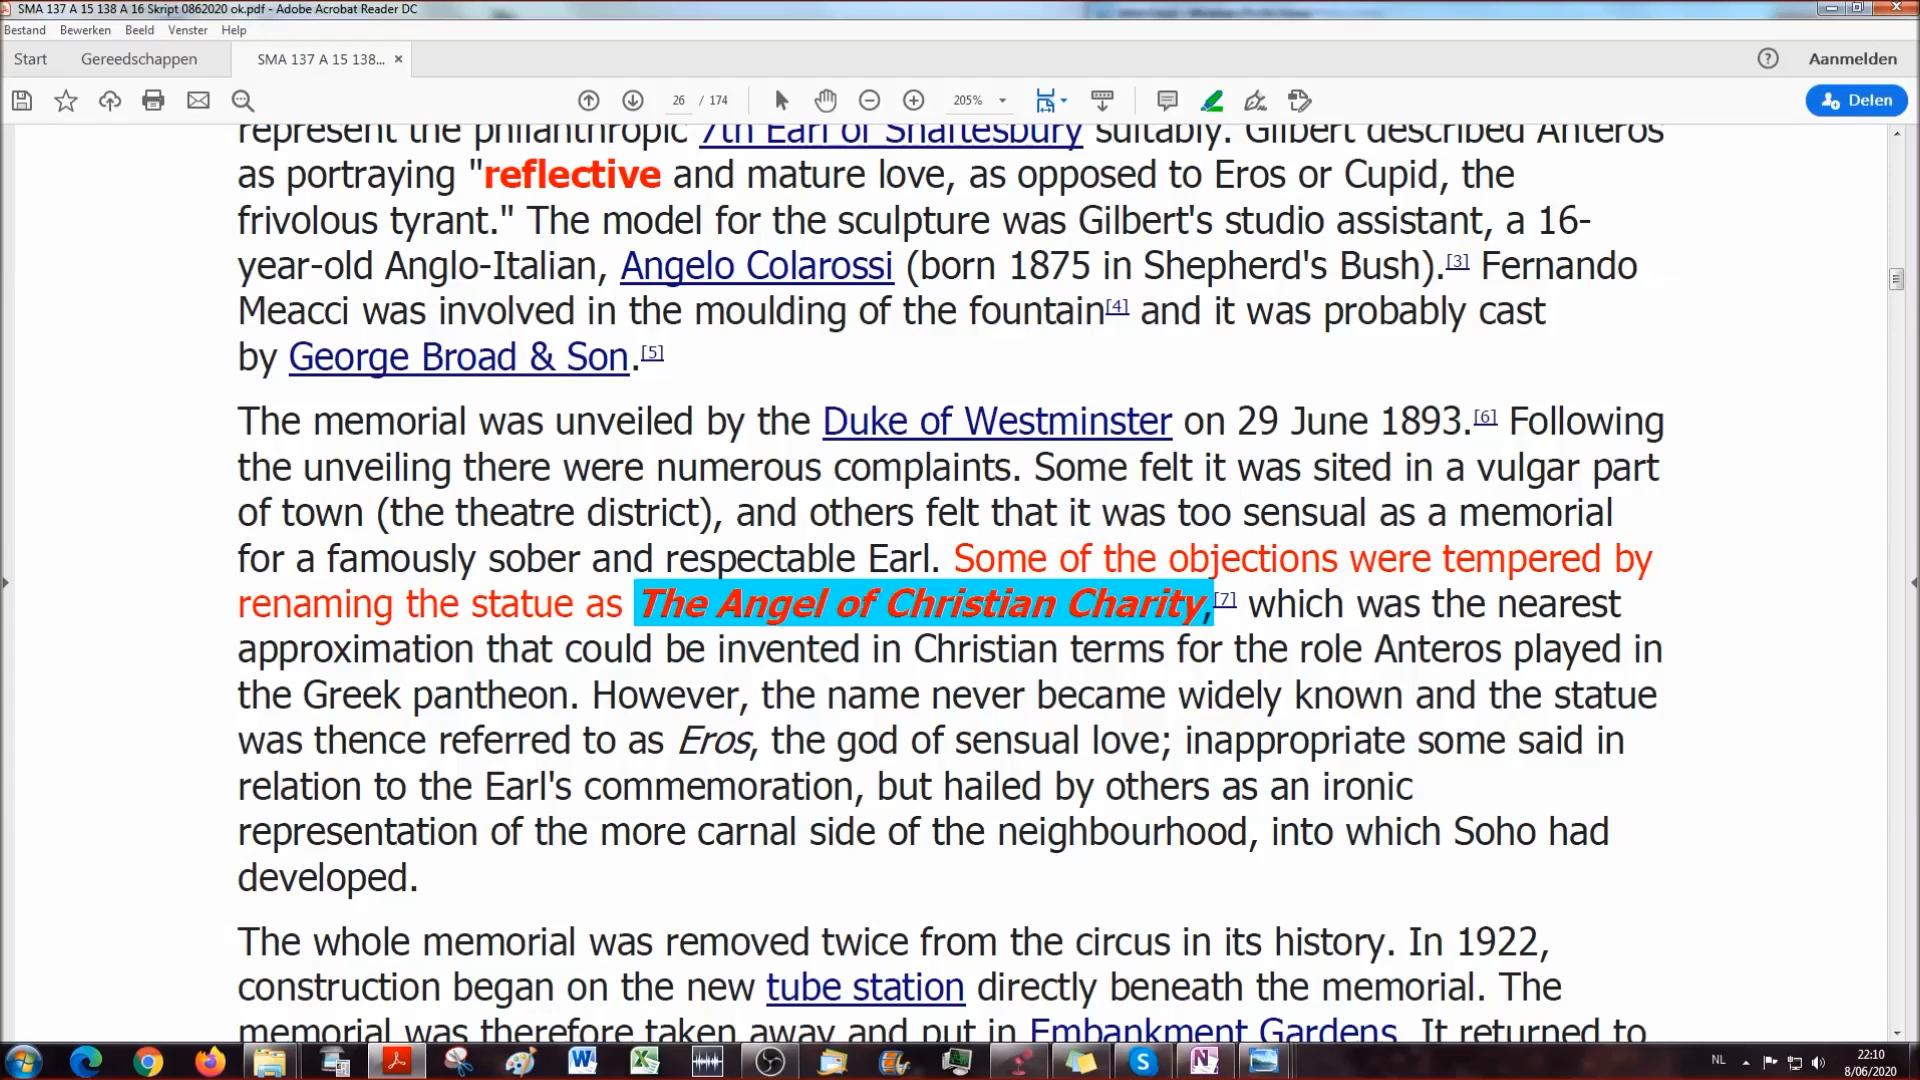 SMA 137 A 15 138 A 16 Skript 0862020 ok.pdf - Adobe Acrobat Reader DC
Bestand Bewerken Beeld Venster Help
Start Gereedschappen SMA 137 A 15 138... × Aanmelden
26 / 174 205% Delen
represent the philanthropic 7th Earl of Shaftesbury suitably. Gilbert described Anteros
as portraying "reflective and mature love, as opposed to Eros or Cupid, the
frivolous tyrant." The model for the sculpture was Gilbert's studio assistant, a 16-
year-old Anglo-Italian, Angelo Colarossi (born 1875 in Shepherd's Bush).[3] Fernando
Meacci was involved in the moulding of the fountain[4] and it was probably cast
by George Broad & Son.[5]
The memorial was unveiled by the Duke of Westminster on 29 June 1893.[6] Following
the unveiling there were numerous complaints. Some felt it was sited in a vulgar part
of town (the theatre district), and others felt that it was too sensual as a memorial
for a famously sober and respectable Earl. Some of the objections were tempered by
renaming the statue as The Angel of Christian Charity,[7] which was the nearest
approximation that could be invented in Christian terms for the role Anteros played in
the Greek pantheon. However, the name never became widely known and the statue
was thence referred to as Eros, the god of sensual love; inappropriate some said in
relation to the Earl's commemoration, but hailed by others as an ironic
representation of the more carnal side of the neighbourhood, into which Soho had
developed.
The whole memorial was removed twice from the circus in its history. In 1922,
construction began on the new tube station directly beneath the memorial. The
memorial was therefore taken away and put in Embankment Gardens. It returned to
NL 22:10
8/06/2020